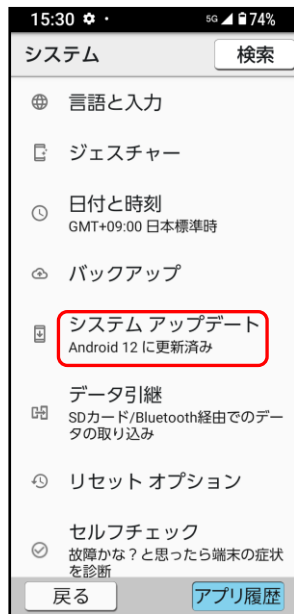 15:30
5G 74%
システム 検索
言語と入力
ジェスチャー
日付と時刻
GMT+09:00 日本標準時
バックアップ
システム アップデート
Android 12 に更新済み
データ引継
SDカード/Bluetooth経由でのデー
タの取り込み
リセット オプション
セルフチェック
故障かな？と思ったら端末の症状
を診断
戻る アプリ履歴